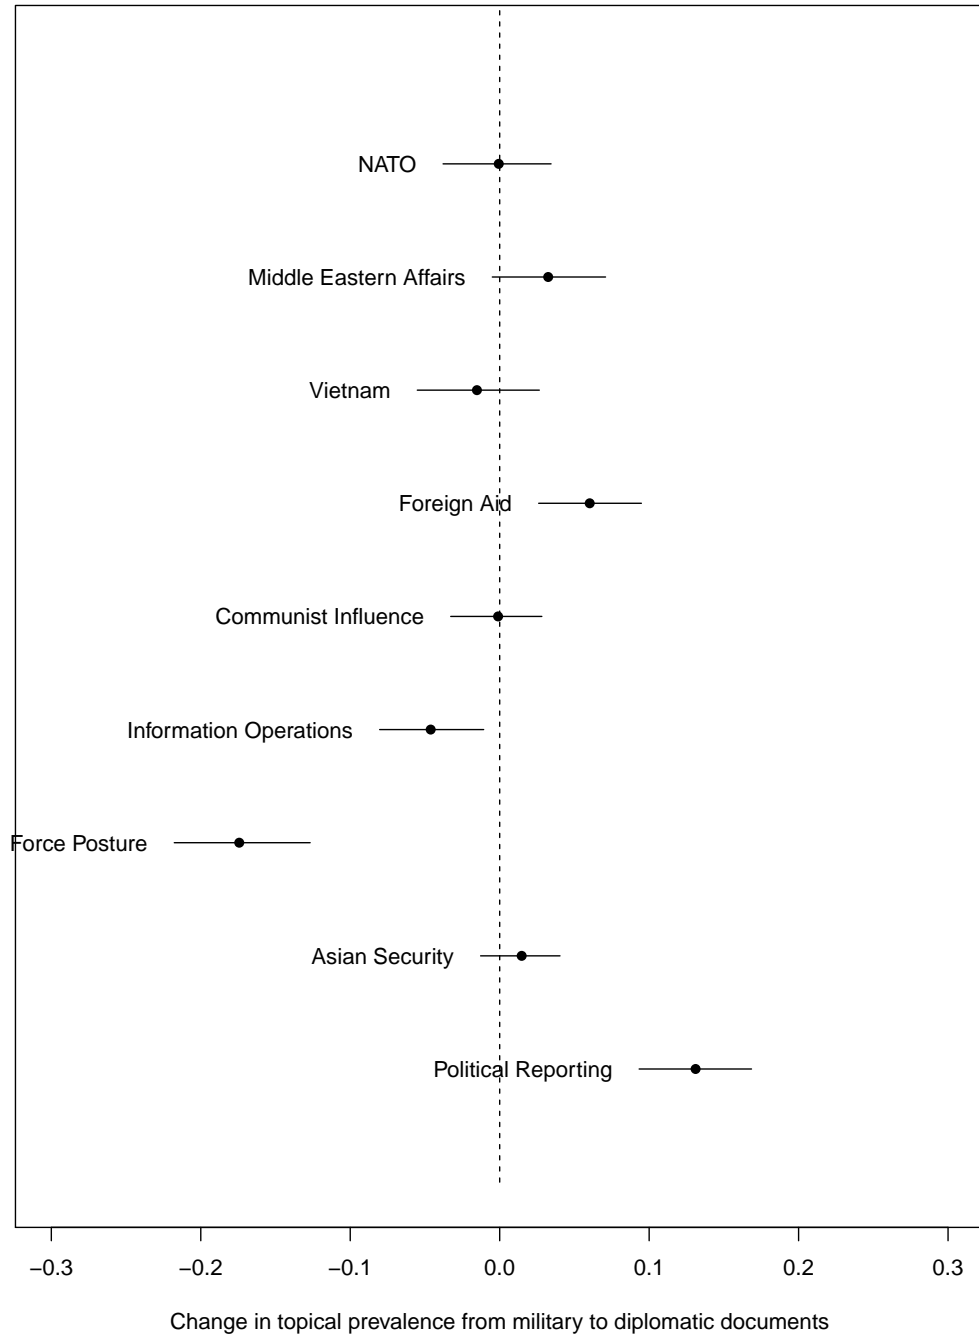 NATO
Middle Eastern Affairs
Vietnam
Foreign Aid
Communist Influence
Information Operations
Force Posture
Asian Security
Political Reporting
−0.3 −0.2 −0.1 0.0 0.1 0.2 0.3
Change in topical prevalence from military to diplomatic documents